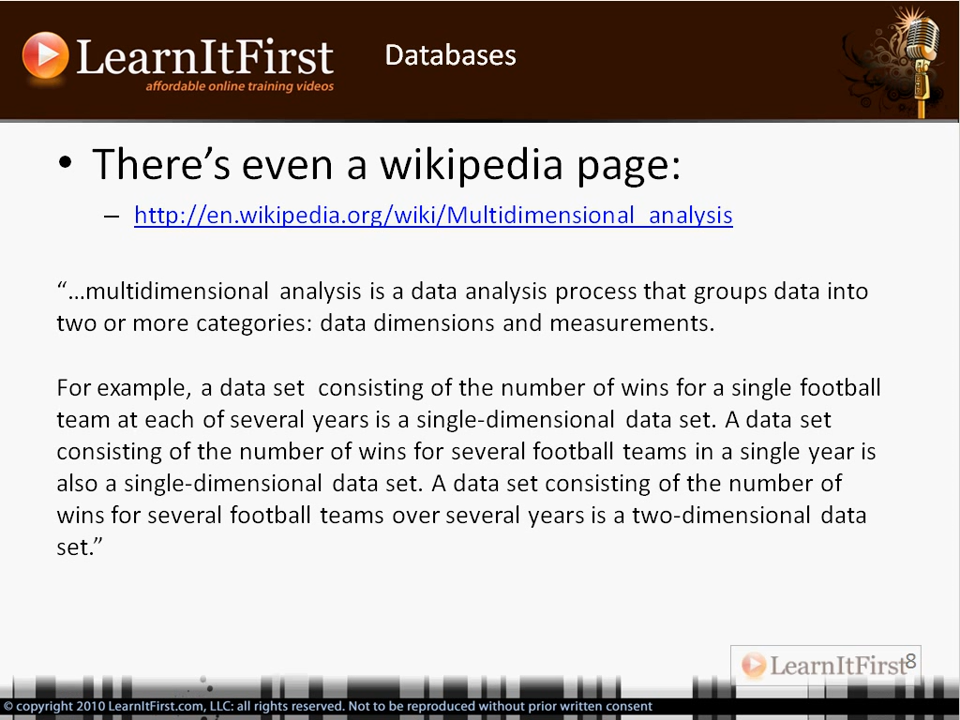 LearnItFirst
affordable online training videos
Databases
• There’s even a wikipedia page:
– http://en.wikipedia.org/wiki/Multidimensional_analysis
“…multidimensional analysis is a data analysis process that groups data into
two or more categories: data dimensions and measurements.
For example, a data set consisting of the number of wins for a single football
team at each of several years is a single-dimensional data set. A data set
consisting of the number of wins for several football teams in a single year is
also a single-dimensional data set. A data set consisting of the number of
wins for several football teams over several years is a two-dimensional data
set.”
LearnItFirst
8
© copyright 2010 LearnItFirst.com, LLC: all rights reserved. Not to be reproduced without prior written consent